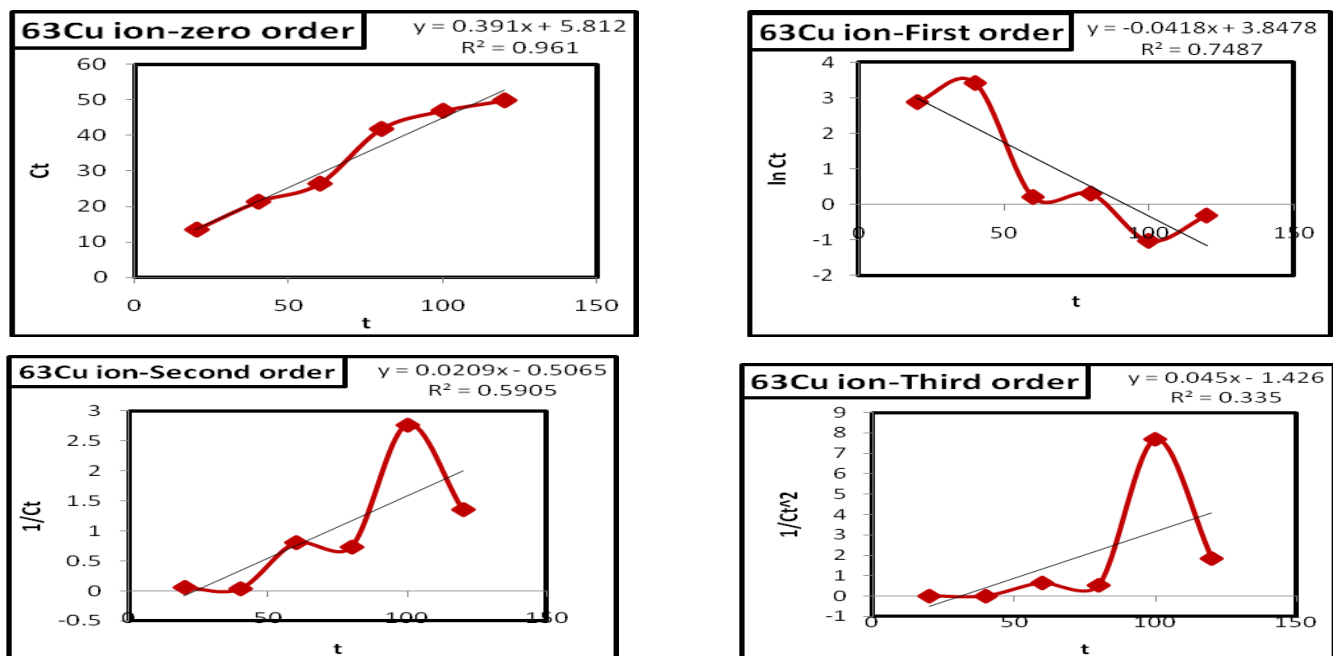 63Cu ion-zero order
y = 0.391x + 5.812
R² = 0.961
60
50
40
30
20
10
0
0 50 100 150
Ct
t
63Cu ion-First order
y = -0.0418x + 3.8478
R² = 0.7487
4
3
2
1
0
-1
-2
0 50 100 150
ln Ct
t
63Cu ion-Second order
y = 0.0209x - 0.5065
R² = 0.5905
3
2.5
2
1.5
1
0.5
0
-0.5
0 50 100 150
1/Ct
t
63Cu ion-Third order
y = 0.045x - 1.426
R² = 0.335
9
8
7
6
5
4
3
2
1
0
-1
0 50 100 150
1/Ct^2
t